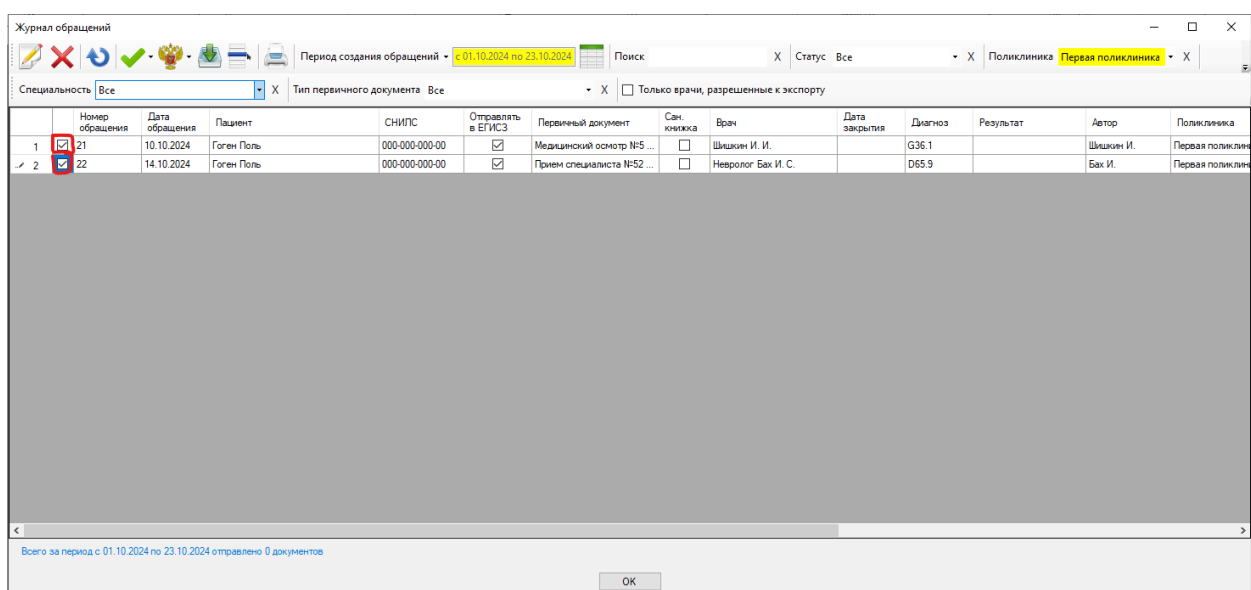 Журнал обращений
Период создания обращений с 01.10.2024 по 23.10.2024 Поиск X Статус Все X Поликлиника Первая поликлиника X
Специальность Все X Тип первичного документа Все X Только врачи, разрешенные к экспорту
Номер обращения Дата обращения Пациент СНИЛС Отправлять в ЕГИСЗ Первичный документ Сан. книжка Врач Дата закрытия Диагноз Результат Автор Поликлиника
1 21 10.10.2024 Гоген Поль 000-000-000-00 Медицинский осмотр №5 ... Шишкин И. И. G36.1 Шишкин И. Первая поликлин
2 22 14.10.2024 Гоген Поль 000-000-000-00 Прием специалиста №52 ... Невролог Бах И. С. D65.9 Бах И. Первая поликлин
Всего за период с 01.10.2024 по 23.10.2024 отправлено 0 документов
OK